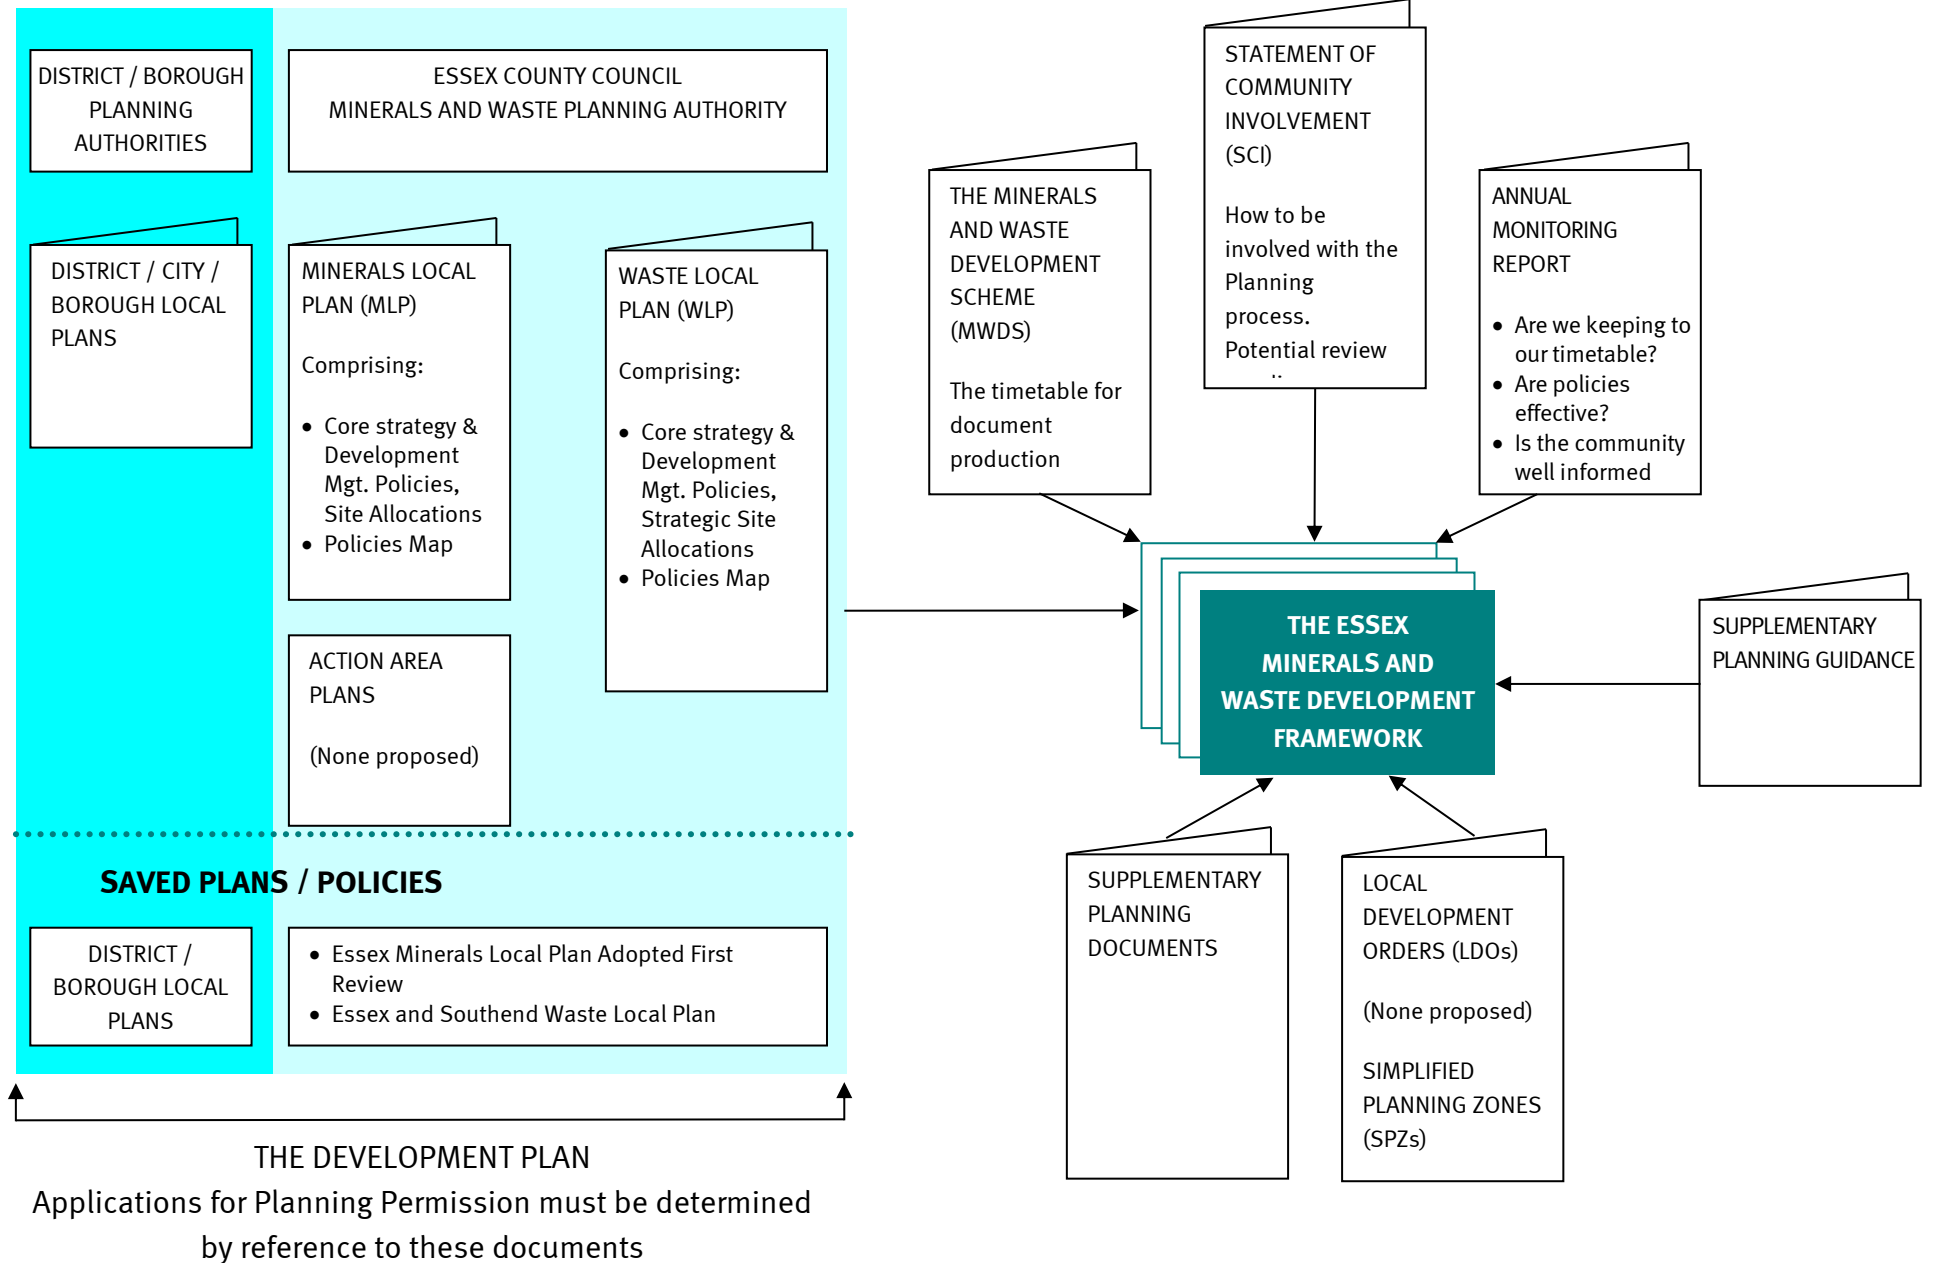 DISTRICT / BOROUGH
PLANNING
AUTHORITIES
ESSEX COUNTY COUNCIL
MINERALS AND WASTE PLANNING AUTHORITY
DISTRICT / CITY /
BOROUGH LOCAL
PLANS
MINERALS LOCAL
PLAN (MLP)
Comprising:
• Core strategy &
Development
Mgt. Policies,
Site Allocations
• Policies Map
WASTE LOCAL
PLAN (WLP)
Comprising:
• Core strategy &
Development
Mgt. Policies,
Strategic Site
Allocations
• Policies Map
ACTION AREA
PLANS
(None proposed)
SAVED PLANS / POLICIES
DISTRICT /
BOROUGH LOCAL
PLANS
• Essex Minerals Local Plan Adopted First
Review
• Essex and Southend Waste Local Plan
THE DEVELOPMENT PLAN
Applications for Planning Permission must be determined
by reference to these documents
THE MINERALS
AND WASTE
DEVELOPMENT
SCHEME
(MWDS)
The timetable for
document
production
STATEMENT OF
COMMUNITY
INVOLVEMENT
(SCI)
How to be
involved with the
Planning
process.
Potential review
ANNUAL
MONITORING
REPORT
• Are we keeping to
our timetable?
• Are policies
effective?
• Is the community
well informed
THE ESSEX
MINERALS AND
WASTE DEVELOPMENT
FRAMEWORK
SUPPLEMENTARY
PLANNING GUIDANCE
SUPPLEMENTARY
PLANNING
DOCUMENTS
LOCAL
DEVELOPMENT
ORDERS (LDOs)
(None proposed)
SIMPLIFIED
PLANNING ZONES
(SPZs)